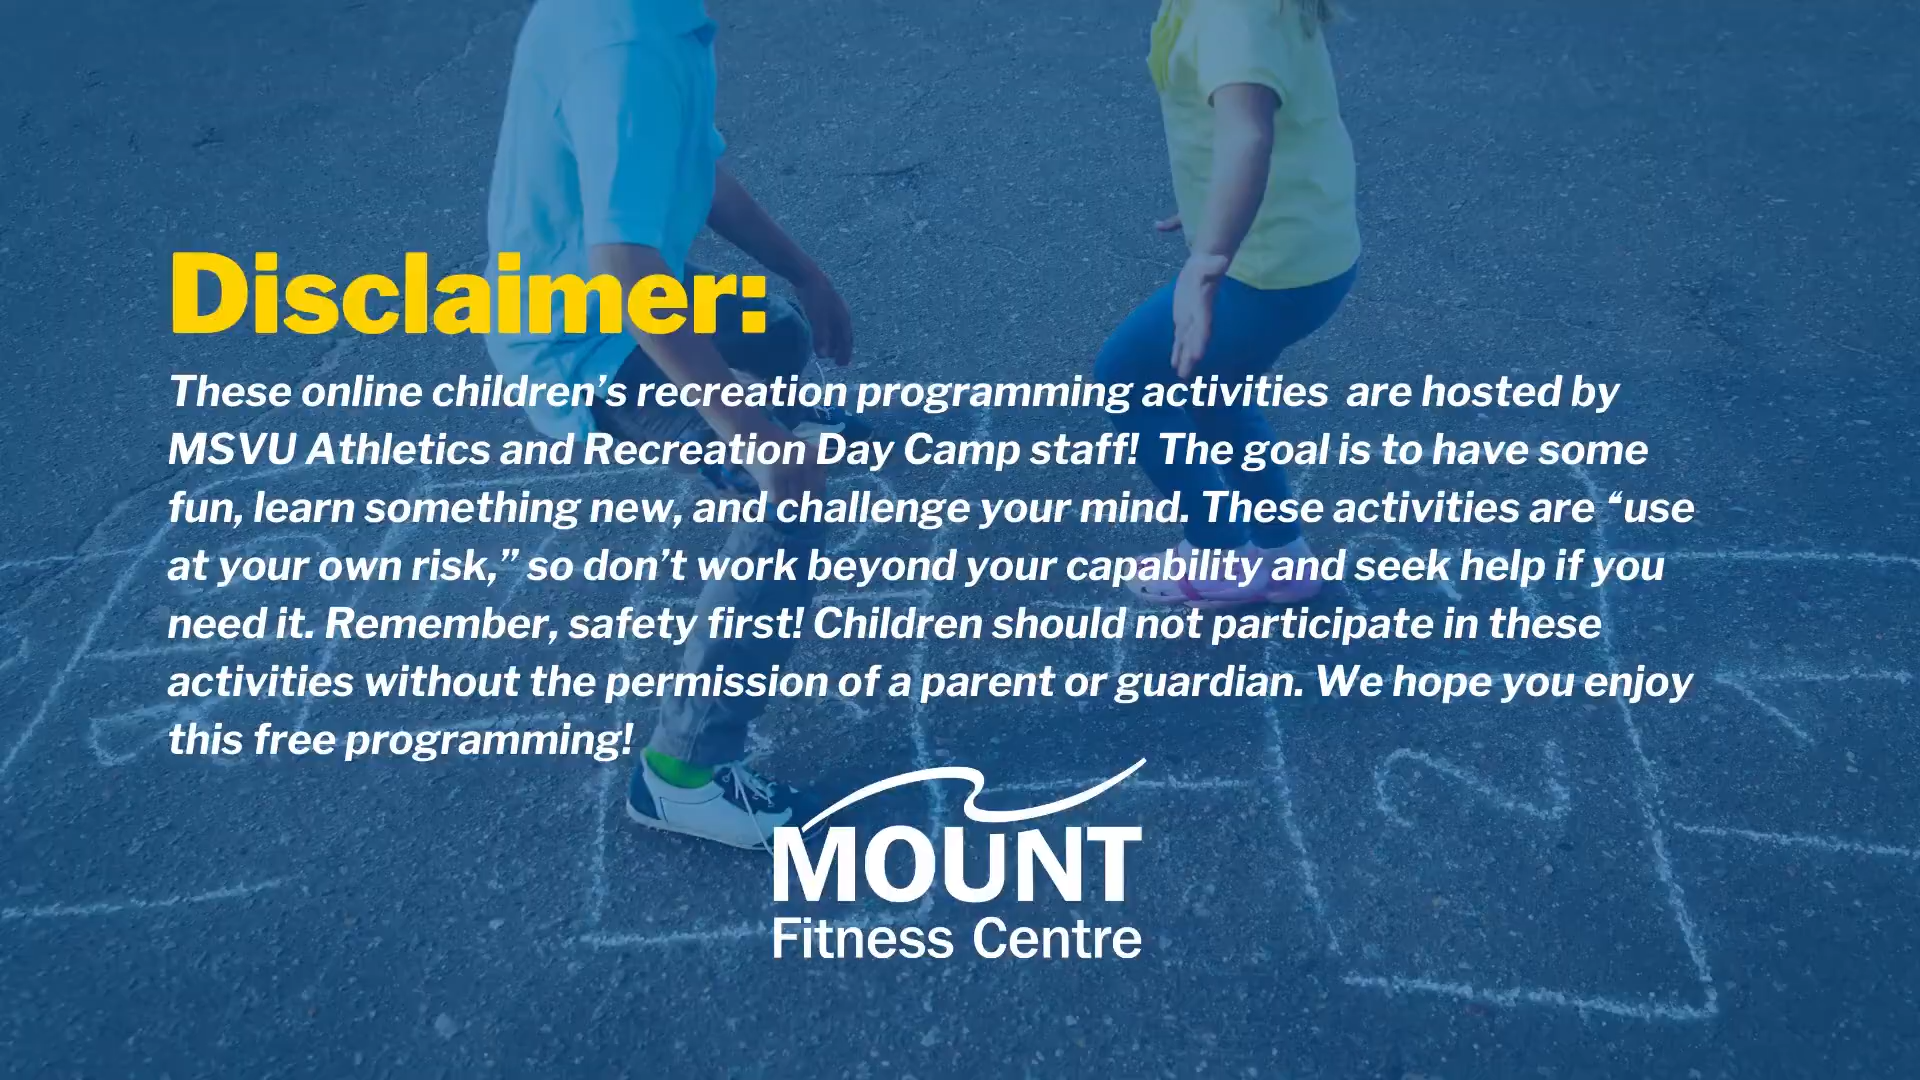 Disclaimer:
These online children’s recreation programming activities  are hosted by
MSVU Athletics and Recreation Day Camp staff!  The goal is to have some
fun, learn something new, and challenge your mind. These activities are “use
at your own risk,” so don’t work beyond your capability and seek help if you
need it. Remember, safety first! Children should not participate in these
activities without the permission of a parent or guardian. We hope you enjoy
this free programming!
MOUNT
Fitness Centre
2